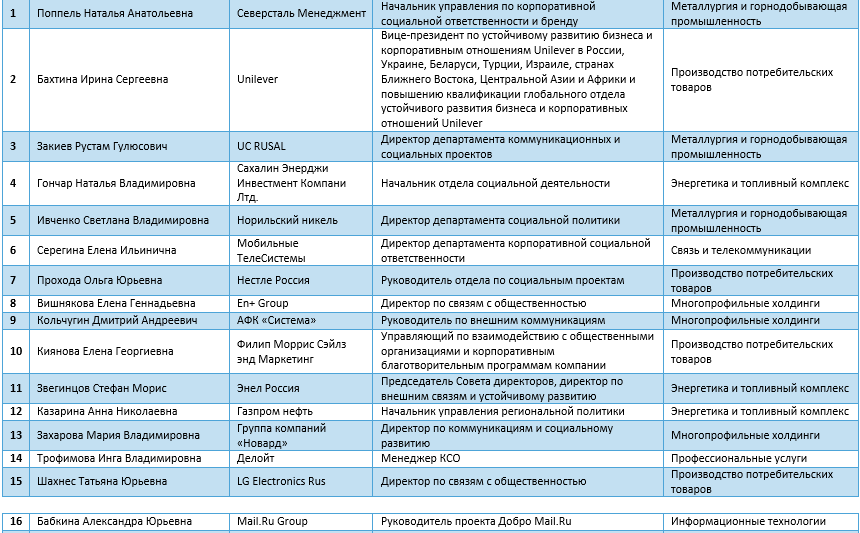 1 Поппель Наталья Анатольевна Северсталь Менеджмент Начальник управления по корпоративной социальной ответственности и бренду Металлургия и горнодобывающая промышленность
2 Бахтина Ирина Сергеевна Unilever Вице-президент по устойчивому развитию бизнеса и корпоративным отношениям Unilever в России, Украине, Беларуси, Турции, Израиле, странах Ближнего Востока, Центральной Азии и Африки и повышению квалификации глобального отдела устойчивого развития бизнеса и корпоративных отношений Unilever Производство потребительских товаров
3 Закиев Рустам Гулюсович UC RUSAL Директор департамента коммуникационных и социальных проектов Металлургия и горнодобывающая промышленность
4 Гончар Наталья Владимировна Сахалин Энерджи Инвестмент Компани Лтд. Начальник отдела социальной деятельности Энергетика и топливный комплекс
5 Ивченко Светлана Владимировна Норильский никель Директор департамента социальной политики Металлургия и горнодобывающая промышленность
6 Серегина Елена Ильинична Мобильные ТелеСистемы Директор департамента корпоративной социальной ответственности Связь и телекоммуникации
7 Прохода Ольга Юрьевна Нестле Россия Руководитель отдела по социальным проектам Производство потребительских товаров
8 Вишнякова Елена Геннадьевна En+ Group Директор по связям с общественностью Многопрофильные холдинги
9 Кольчугин Дмитрий Андреевич АФК «Система» Руководитель по внешним коммуникациям Многопрофильные холдинги
10 Киянова Елена Георгиевна Филип Моррис Сэйлз энд Маркетинг Управляющий по взаимодействию с общественными организациями и корпоративным благотворительным программам компании Производство потребительских товаров
11 Звегинцов Стефан Морис Энел Россия Председатель Совета директоров, директор по внешним связям и устойчивому развитию Энергетика и топливный комплекс
12 Казарина Анна Николаевна Газпром нефть Начальник управления региональной политики Энергетика и топливный комплекс
13 Захарова Мария Владимировна Группа компаний «Новард» Директор по коммуникациям и социальному развитию Многопрофильные холдинги
14 Трофимова Инга Владимировна Делойт Менеджер КСО Профессиональные услуги
15 Шахнес Татьяна Юрьевна LG Electronics Rus Директор по связям с общественностью Производство потребительских товаров
16 Бабкина Александра Юрьевна Mail.Ru Group Руководитель проекта Добро Mail.Ru Информационные технологии